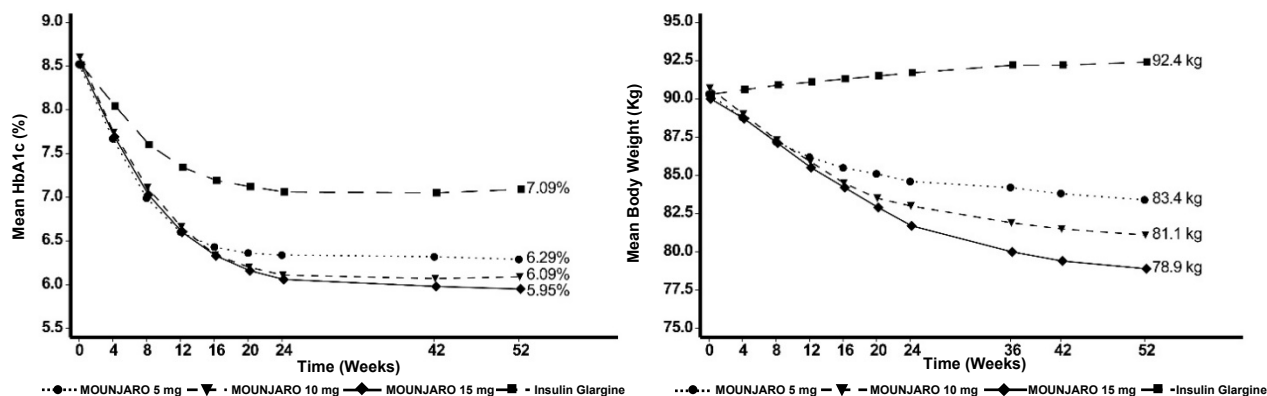 Mean HbA1c (%)
9.0
8.5
8.0
7.5
7.0
6.5
6.0
5.5
7.09%
6.29%
6.09%
5.95%
0 4 8 12 16 20 24 42 52
Time (Weeks)
MOUNJARO 5 mg MOUNJARO 10 mg MOUNJARO 15 mg Insulin Glargine
Mean Body Weight (Kg)
95.0
92.5
90.0
87.5
85.0
82.5
80.0
77.5
75.0
92.4 kg
83.4 kg
81.1 kg
78.9 kg
0 4 8 12 16 20 24 36 42 52
Time (Weeks)
MOUNJARO 5 mg MOUNJARO 10 mg MOUNJARO 15 mg Insulin Glargine